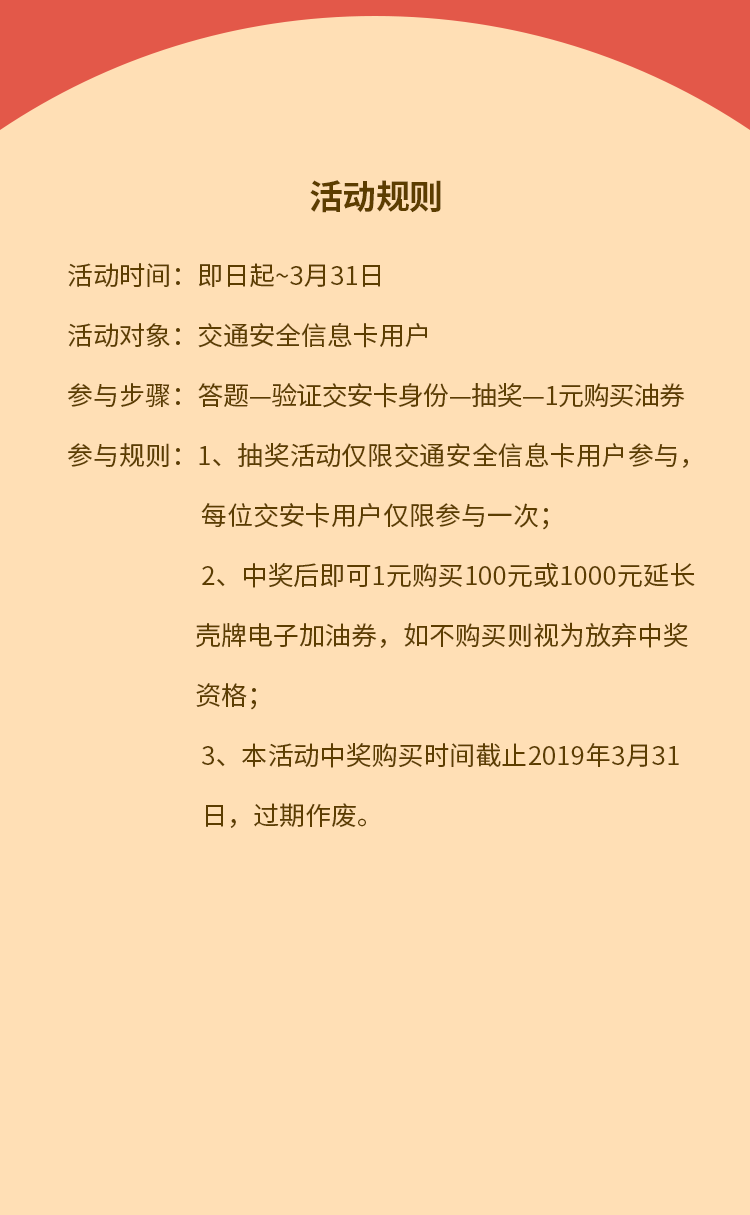 活动规则
活动时间：即日起~3月31日
活动对象：交通安全信息卡用户
参与步骤：答题—验证交安卡身份—抽奖—1元购买油券
参与规则：1、抽奖活动仅限交通安全信息卡用户参与，
每位交安卡用户仅限参与一次；
2、中奖后即可1元购买100元或1000元延长
壳牌电子加油券，如不购买则视为放弃中奖
资格；
3、本活动中奖购买时间截止2019年3月31
日，过期作废。